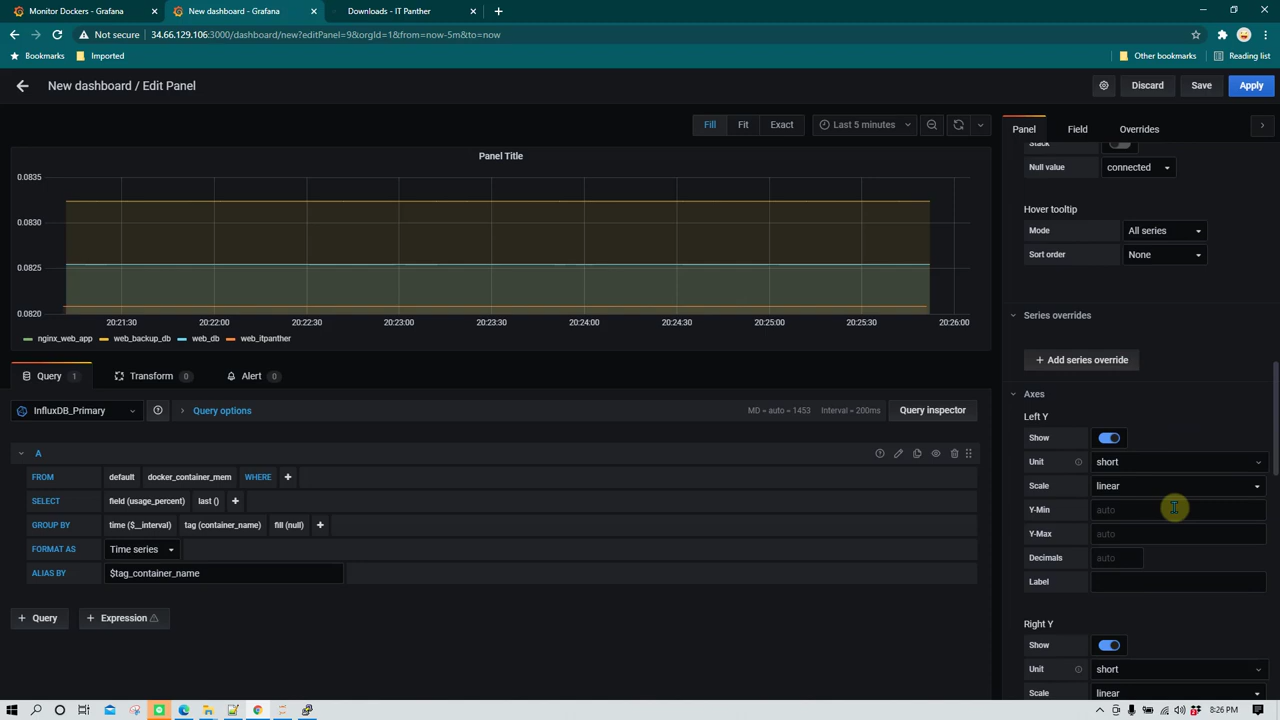 Monitor Dockers - Grafana
New dashboard - Grafana
Downloads - IT Panther
Not secure 34.66.129.106:3000/dashboard/new?editPanel=9&orgId=1&from=now-5m&to=now
Bookmarks Imported Other bookmarks Reading list
New dashboard / Edit Panel Discard Save Apply
Fill Fit Exact Last 5 minutes
Panel Field Overrides
Panel Title
0.0835
0.0830
0.0825
0.0820
20:21:30 20:22:00 20:22:30 20:23:00 20:23:30 20:24:00 20:24:30 20:25:00 20:25:30 20:26:00
nginx_web_app web_backup_db web_db web_itpanther
Query 1 Transform 0 Alert 0
InfluxDB_Primary Query options MD = auto = 1453 Interval = 200ms Query inspector
A
FROM default docker_container_mem WHERE +
SELECT field (usage_percent) last () +
GROUP BY time ($__interval) tag (container_name) fill (null) +
FORMAT AS Time series
ALIAS BY $tag_container_name
+ Query + Expression
Stack
Null value connected
Hover tooltip
Mode All series
Sort order None
Series overrides
+ Add series override
Axes
Left Y
Show
Unit short
Scale linear
Y-Min auto
Y-Max auto
Decimals auto
Label
Right Y
Show
Unit short
Scale linear
8:26 PM